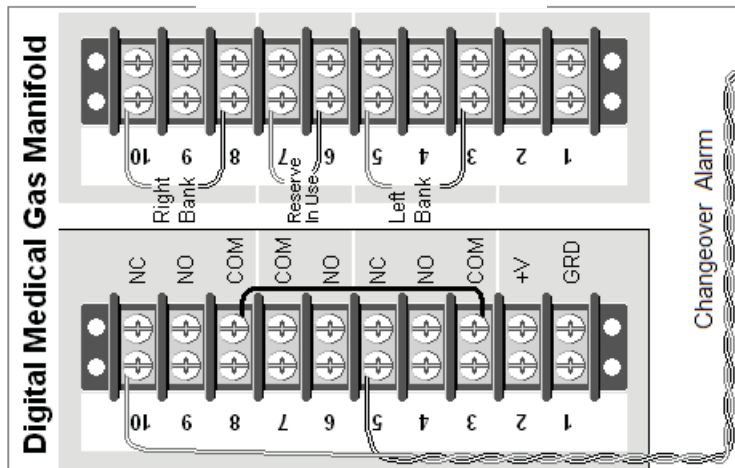 Digital Medical Gas Manifold
10 9 8 7 6 5 4 3 2 1
Right Bank
Reserve In Use
Left Bank
NC NO COM COM NO NC NO COM +V GRD
10 9 8 7 6 5 4 3 2 1
Changeover Alarm